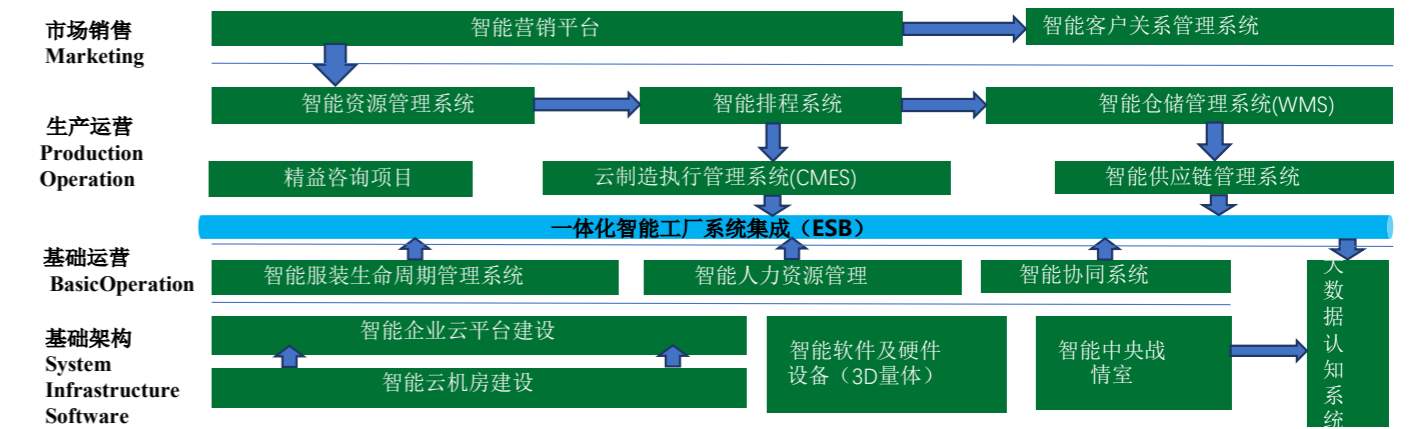 市场销售
Marketing
智能营销平台
智能客户关系管理系统
生产运营
Production
Operation
智能资源管理系统
智能排程系统
智能仓储管理系统(WMS)
精益咨询项目
云制造执行管理系统(CMES)
智能供应链管理系统
一体化智能工厂系统集成（ESB）
基础运营
BasicOperation
智能服装生命周期管理系统
智能人力资源管理
智能协同系统
大
数
据
认
知
系
统
基础架构
System
Infrastructure
Software
智能企业云平台建设
智能云机房建设
智能软件及硬件
设备（3D量体）
智能中央战
情室